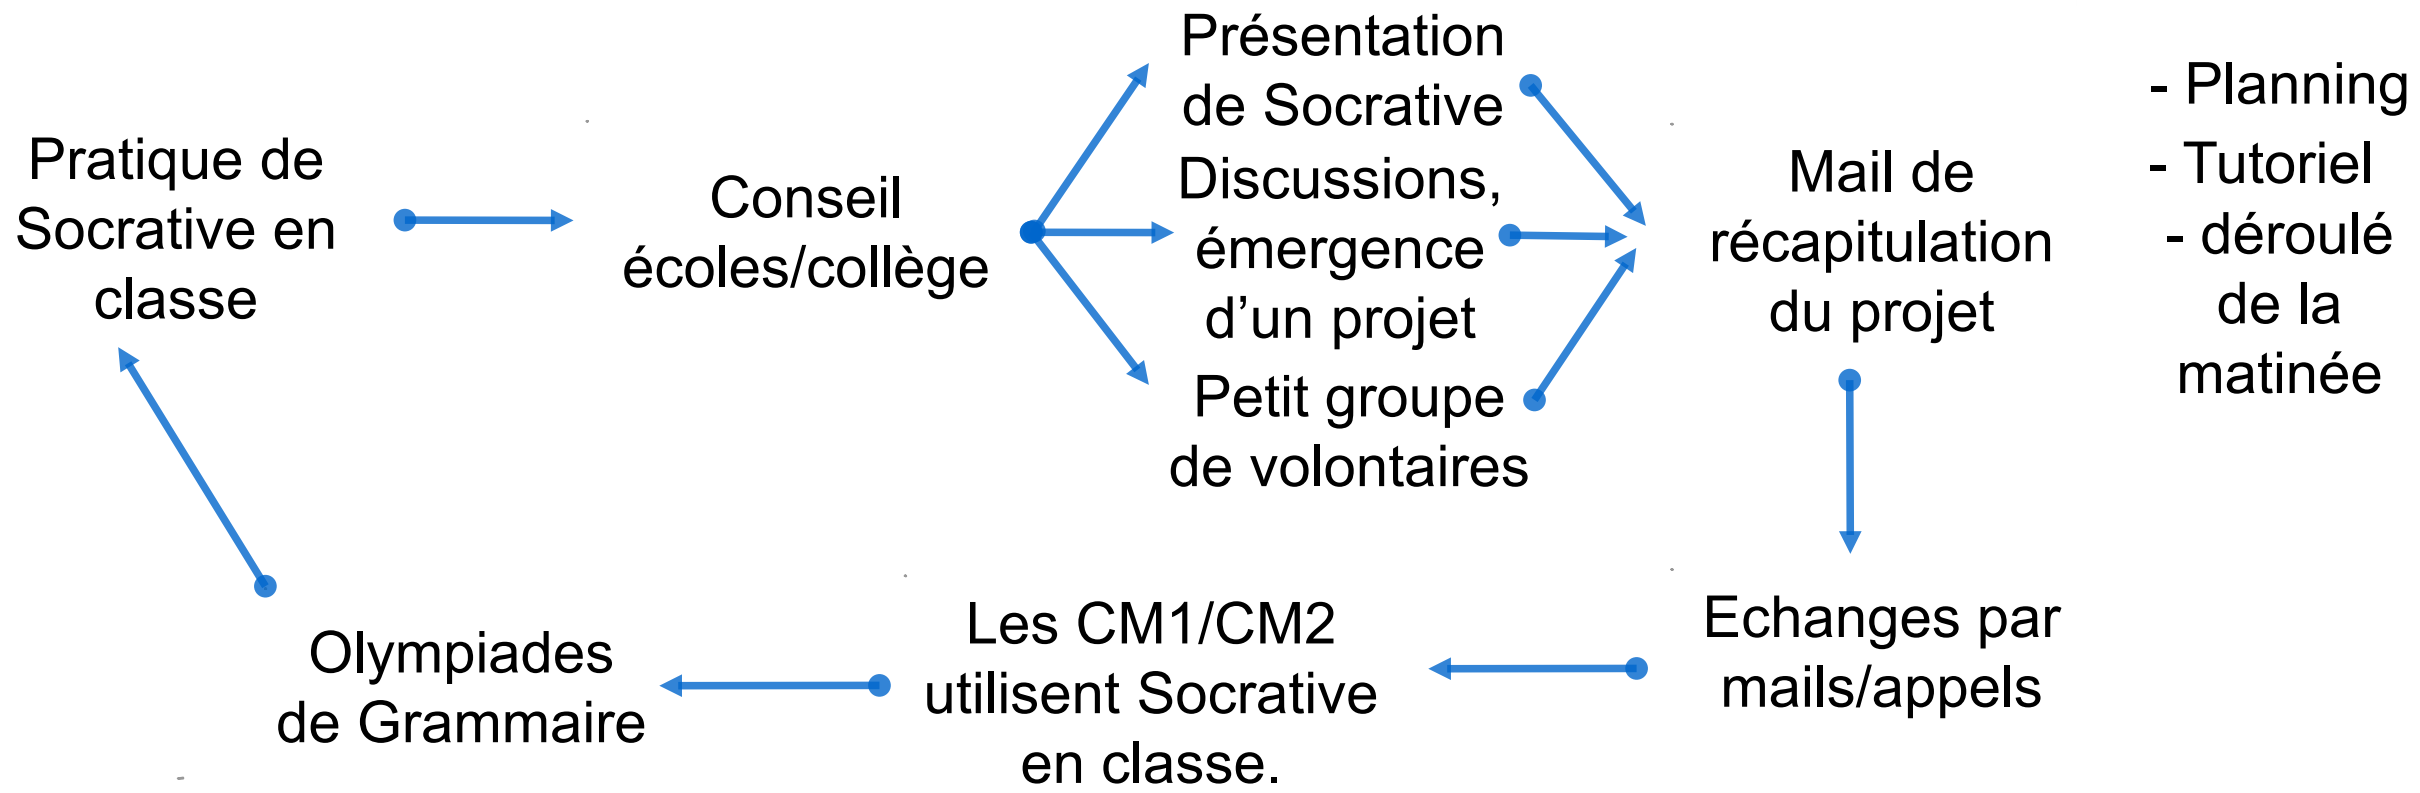 Pratique de
Socrative en
classe
Conseil
écoles/collège
Présentation
de Socrative
Discussions,
émergence
d’un projet
Petit groupe
de volontaires
Mail de
récapitulation
du projet
- Planning
- Tutoriel
- déroulé
de la
matinée
Echanges par
mails/appels
Les CM1/CM2
utilisent Socrative
en classe.
Olympiades
de Grammaire